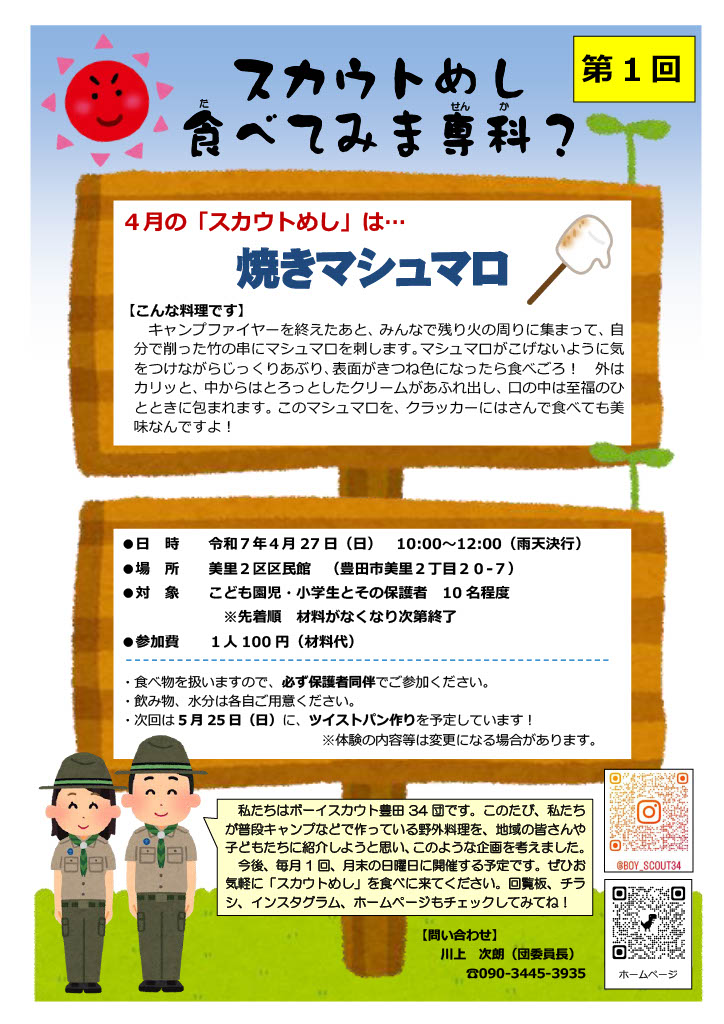 第１回
スカウトめし
食べてみま専科？
た
せん
か
４月の「スカウトめし」は…
焼きマシュマロ
【こんな料理です】
キャンプファイヤーを終えたあと、みんなで残り火の周りに集まって、自
分で削った竹の串にマシュマロを刺します。マシュマロがこげないように気
をつけながらじっくりあぶり、表面がきつね色になったら食べごろ！　外は
カリッと、中からはとろっとしたクリームがあふれ出し、口の中は至福のひ
とときに包まれます。このマシュマロを、クラッカーにはさんで食べても美
味なんですよ！
●日　時　　令和７年４月 27 日（日）　10:00～12:00（雨天決行）
●場　所　　美里２区区民館　（豊田市美里２丁目２０-７）
●対　象　　こども園児・小学生とその保護者　10 名程度
※先着順　材料がなくなり次第終了
●参加費　　１人 100 円（材料代）
・食べ物を扱いますので、必ず保護者同伴でご参加ください。
・飲み物、水分は各自ご用意ください。
・次回は５月 25 日（日）に、ツイストパン作りを予定しています！
※体験の内容等は変更になる場合があります。
私たちはボーイスカウト豊田 34 団です。このたび、私たち
が普段キャンプなどで作っている野外料理を、地域の皆さんや
子どもたちに紹介しようと思い、このような企画を考えました。
今後、毎月１回、月末の日曜日に開催する予定です。ぜひお
気軽に「スカウトめし」を食べに来てください。回覧板、チラ
シ、インスタグラム、ホームページもチェックしてみてね！
@BOY_SCOUT34
ホームページ
【問い合わせ】
川上　次朗（団委員長）
☎090-3445-3935